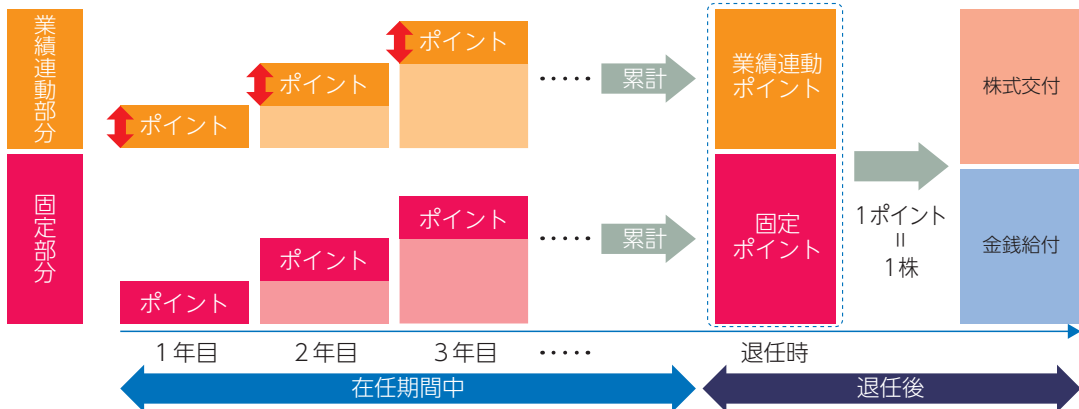 業績連動部分
ポイント
ポイント
ポイント
・・・・・
累計
業績連動
ポイント
株式交付
固定部分
ポイント
ポイント
ポイント
・・・・・
累計
固定
ポイント
1ポイント
=
1株
金銭給付
1年目
2年目
3年目
・・・・・
退任時
在任期間中
退任後